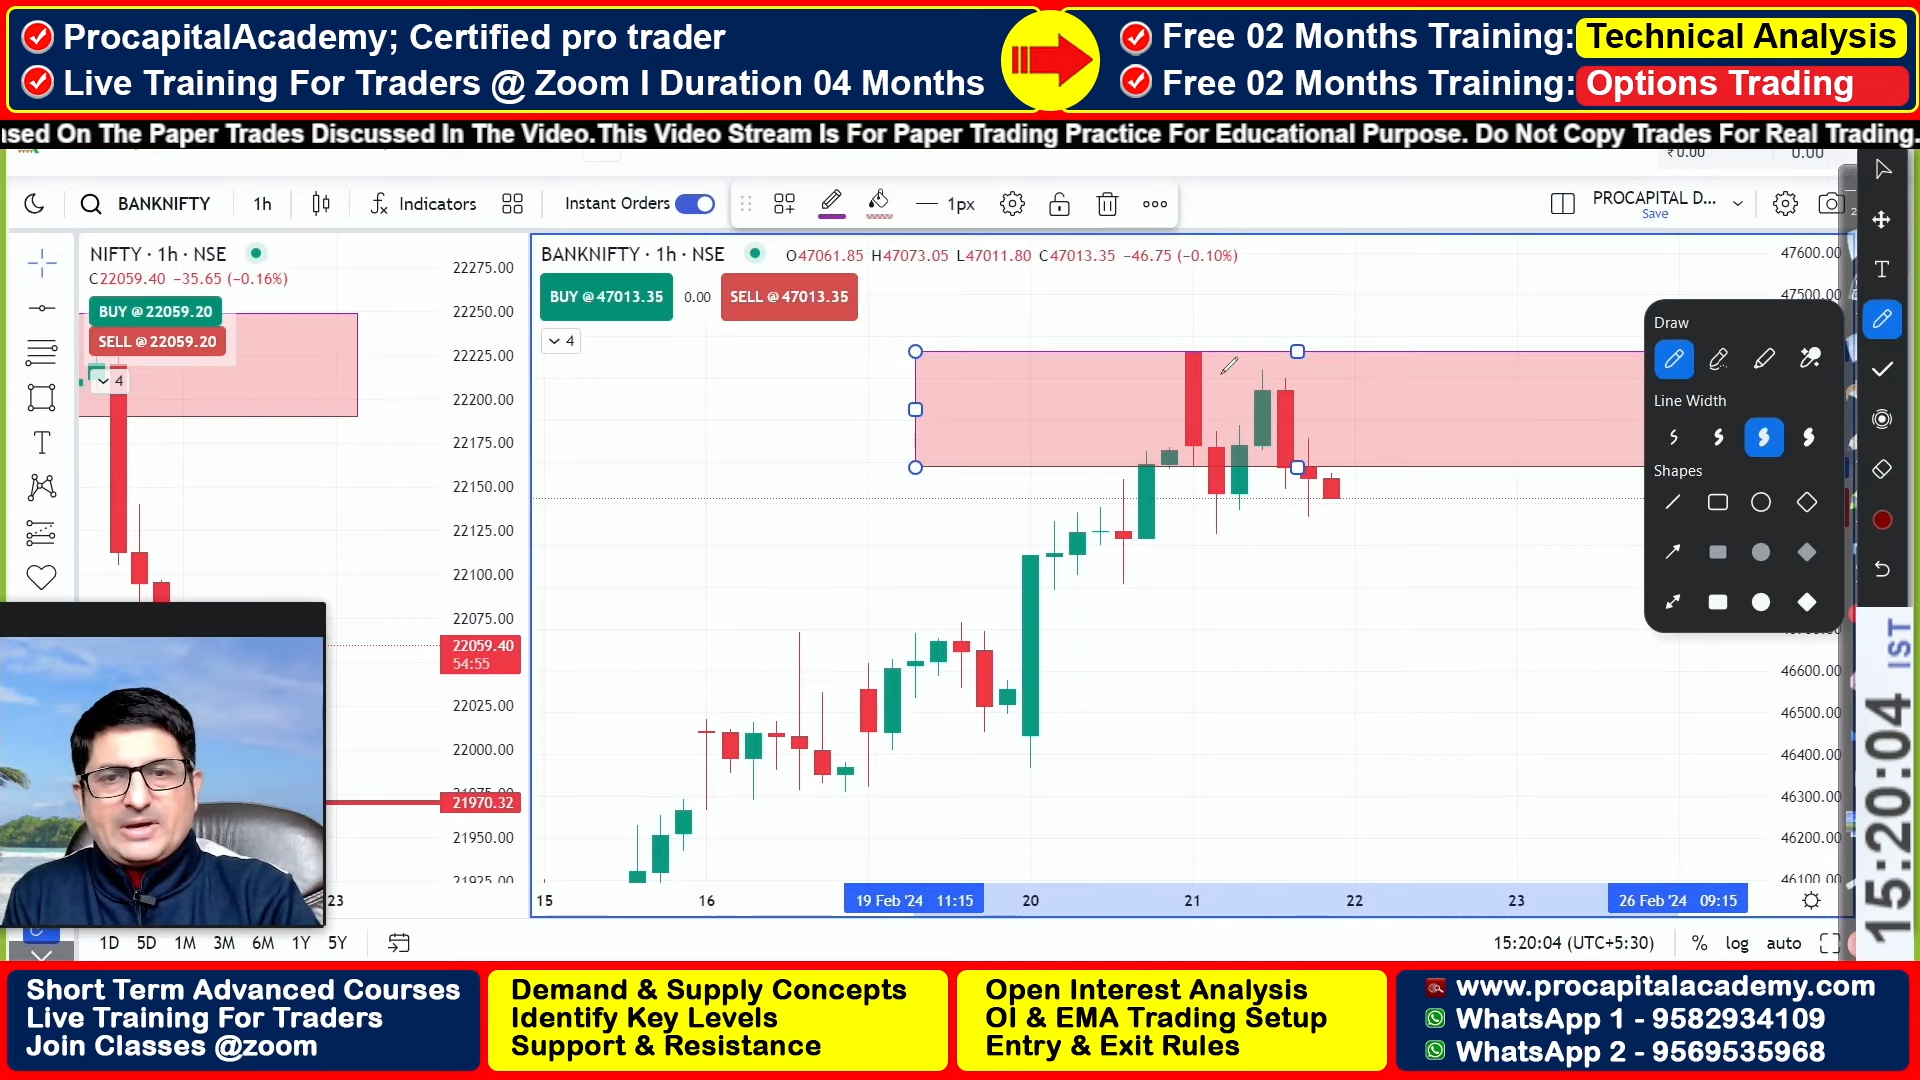 ProcapitalAcademy; Certified pro trader
Live Training For Traders @ Zoom I Duration 04 Months
Free 02 Months Training: Technical Analysis
Free 02 Months Training: Options Trading
ased On The Paper Trades Discussed In The Video.This Video Stream Is For Paper Trading Practice For Educational Purpose. Do Not Copy Trades For Real Trading.
₹0.00 0.00
BANKNIFTY 1h Indicators Instant Orders 1px PROCAPITAL D...
Save
NIFTY · 1h · NSE
C22059.40 −35.65 (−0.16%)
BUY @ 22059.20
SELL @ 22059.20
4
22275.00
22250.00
22225.00
22200.00
22175.00
22150.00
22125.00
22100.00
22075.00
22059.40
54:55
22025.00
22000.00
21970.32
21950.00
21925.00
23
BANKNIFTY · 1h · NSE O47061.85 H47073.05 L47011.80 C47013.35 −46.75 (−0.10%)
BUY @ 47013.35 0.00 SELL @ 47013.35
4
47600.00
47500.00
46600.00
46500.00
46400.00
46300.00
46200.00
46100.00
Draw
Line Width
Shapes
15 16 19 Feb '24 11:15 20 21 22 23 26 Feb '24 09:15
1D 5D 1M 3M 6M 1Y 5Y
15:20:04 (UTC+5:30) % log auto
15:20:04 IST
Short Term Advanced Courses
Live Training For Traders
Join Classes @zoom
Demand & Supply Concepts
Identify Key Levels
Support & Resistance
Open Interest Analysis
OI & EMA Trading Setup
Entry & Exit Rules
www.procapitalacademy.com
WhatsApp 1 - 9582934109
WhatsApp 2 - 9569535968